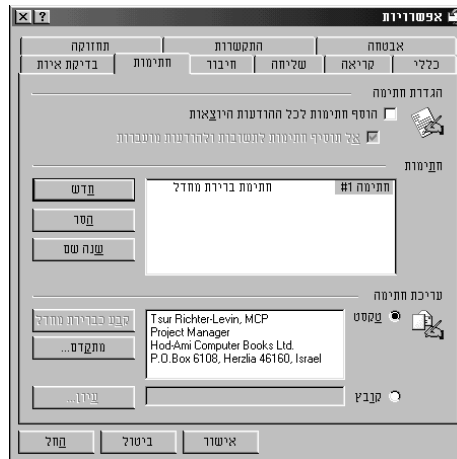 אפשרויות
אבטחה התקשרות תחזוקה
כללי קריאה שליחה חיבור חתימות בדיקת איות
הגדרת חתימה
הוסף חתימות לכל ההודעות היוצאות
אל תוסיף חתימות לתשובות ולהודעות מועברות
חתימות
חתימה #1 חתימת ברירת מחדל
חדש
הסר
שנה שם
עריכת חתימה
טקסט
Tsur Richter-Levin, MCP
Project Manager
Hod-Ami Computer Books Ltd.
P.O.Box 6108, Herzlia 46160, Israel
קבע כברירת מחדל
מתקדם...
קובץ
עיון...
אישור ביטול החל